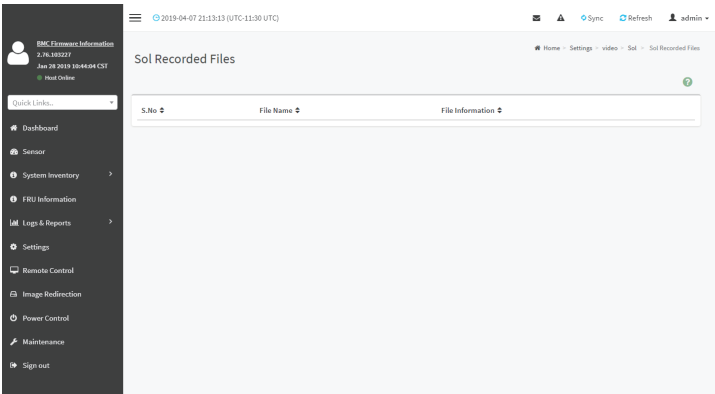 2019-04-07 21:13:13 (UTC-11:30 UTC)
Sync
Refresh
admin
BMC Firmware Information
2.76.103227
Jan 28 2019 10:44:04 CST
Host Online
Quick Links..
Dashboard
Sensor
System Inventory
FRU Information
Logs & Reports
Settings
Remote Control
Image Redirection
Power Control
Maintenance
Sign out
Sol Recorded Files
Home > Settings > video > Sol > Sol Recorded Files
S.No File Name File Information